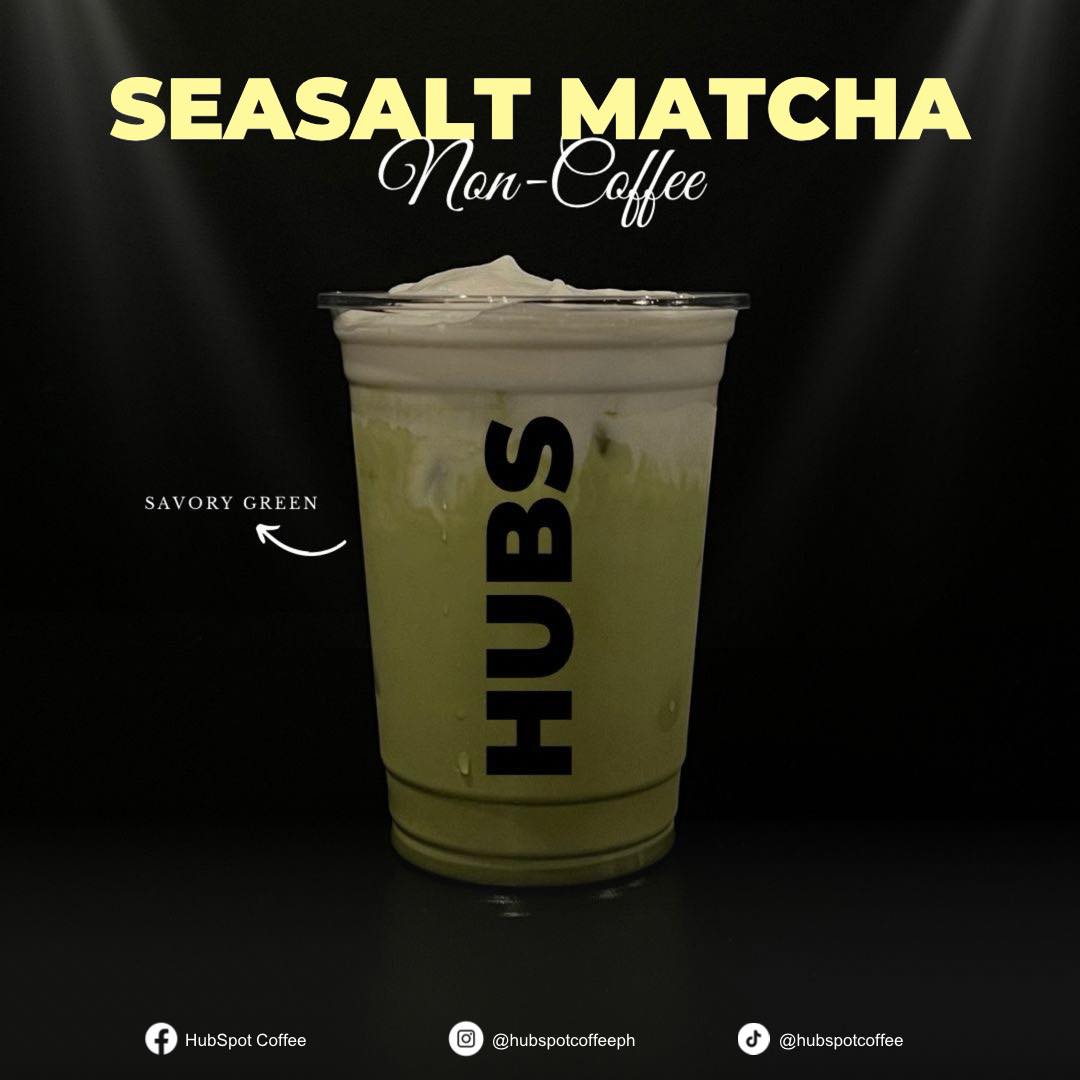 SEASALT MATCHA
Non-Coffee
SAVORY GREEN
HUBS
HubSpot Coffee
@hubspotcoffeeph
@hubspotcoffee